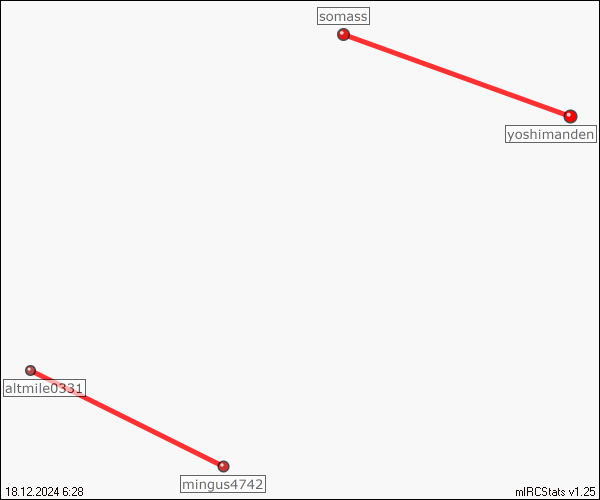 somass
yoshimanden
altmile0331
mingus4742
18.12.2024 6:28
mIRCStats v1.25